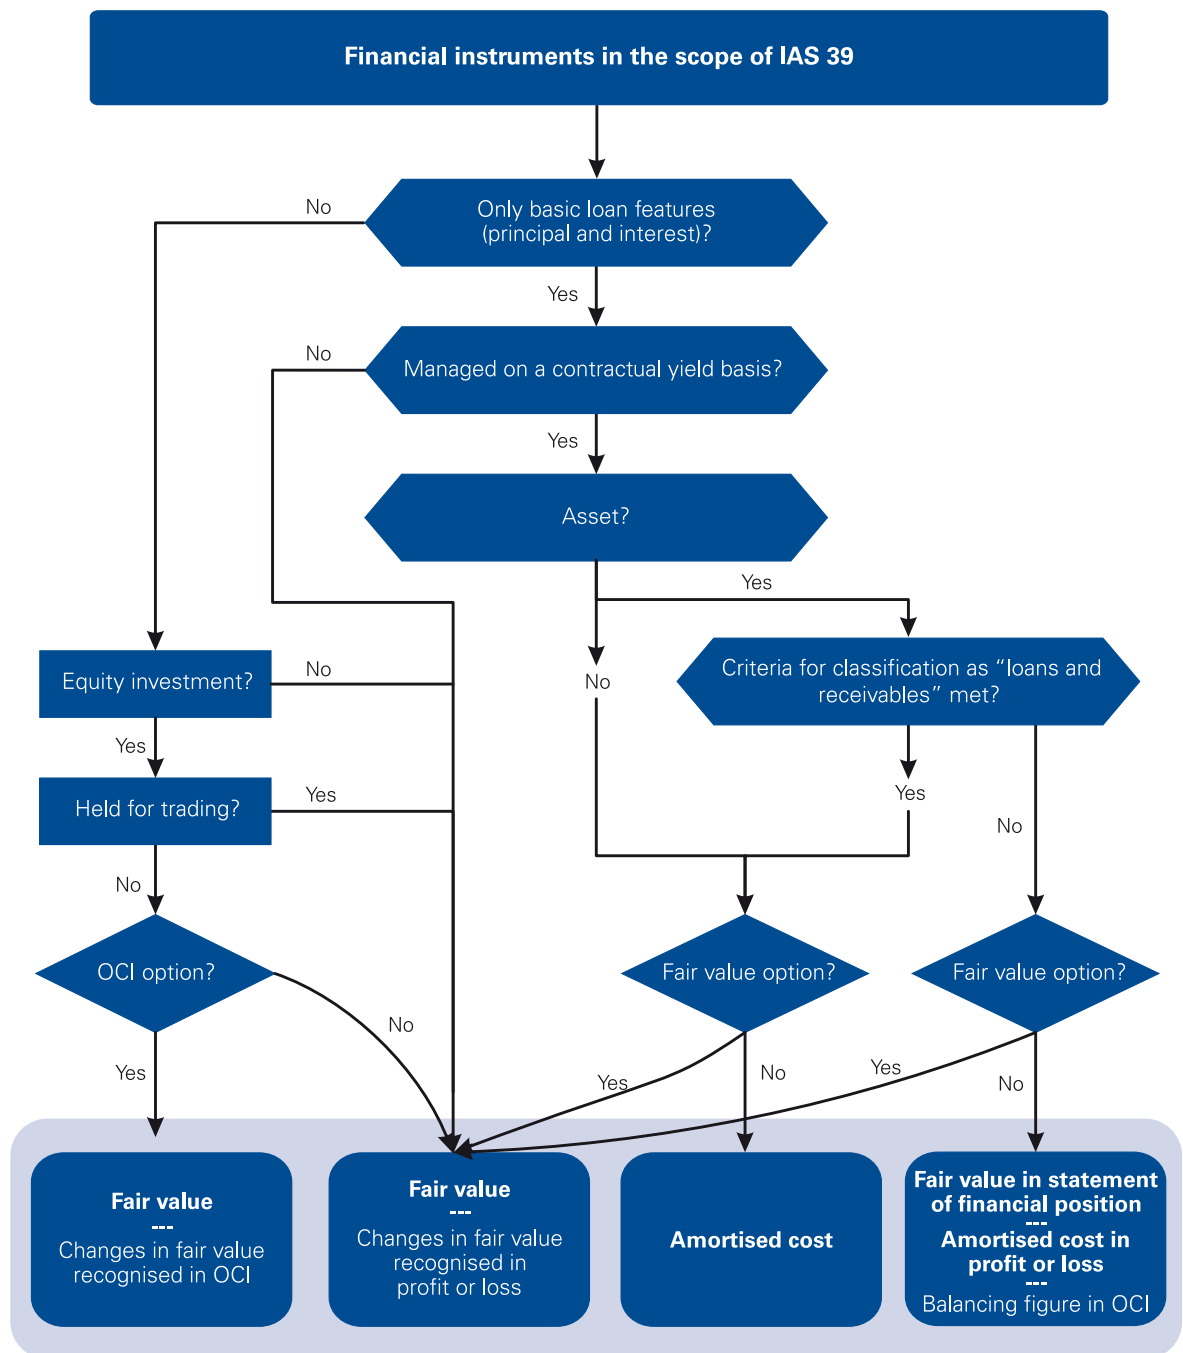 Financial instruments in the scope of IAS 39
No
Only basic loan features
(principal and interest)?
Yes
No
Managed on a contractual yield basis?
Yes
Asset?
Yes
Equity investment?
No
No
Criteria for classification as “loans and
receivables” met?
Yes
Held for trading?
Yes
Yes
No
No
OCI option?
Fair value option?
Fair value option?
No
Yes
Yes
No
Yes
No
Fair value
---
Changes in fair value
recognised in OCI
Fair value
---
Changes in fair value
recognised in
profit or loss
Amortised cost
Fair value in statement
of financial position
---
Amortised cost in
profit or loss
---
Balancing figure in OCI